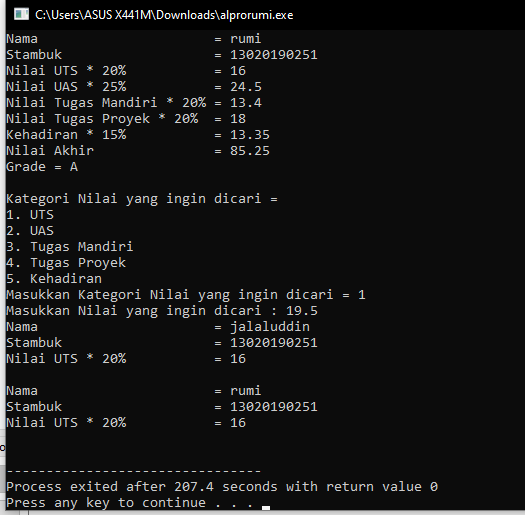 C:\Users\ASUS X441M\Downloads\alprorumi.exe
Nama = rumi
Stambuk = 13020190251
Nilai UTS * 20% = 16
Nilai UAS * 25% = 24.5
Nilai Tugas Mandiri * 20% = 13.4
Nilai Tugas Proyek * 20% = 18
Kehadiran * 15% = 13.35
Nilai Akhir = 85.25
Grade = A
Kategori Nilai yang ingin dicari =
1. UTS
2. UAS
3. Tugas Mandiri
4. Tugas Proyek
5. Kehadiran
Masukkan Kategori Nilai yang ingin dicari = 1
Masukkan Nilai yang ingin dicari : 19.5
Nama = jalaluddin
Stambuk = 13020190251
Nilai UTS * 20% = 16
Nama = rumi
Stambuk = 13020190251
Nilai UTS * 20% = 16
--------------------------------
Process exited after 207.4 seconds with return value 0
Press any key to continue . . .